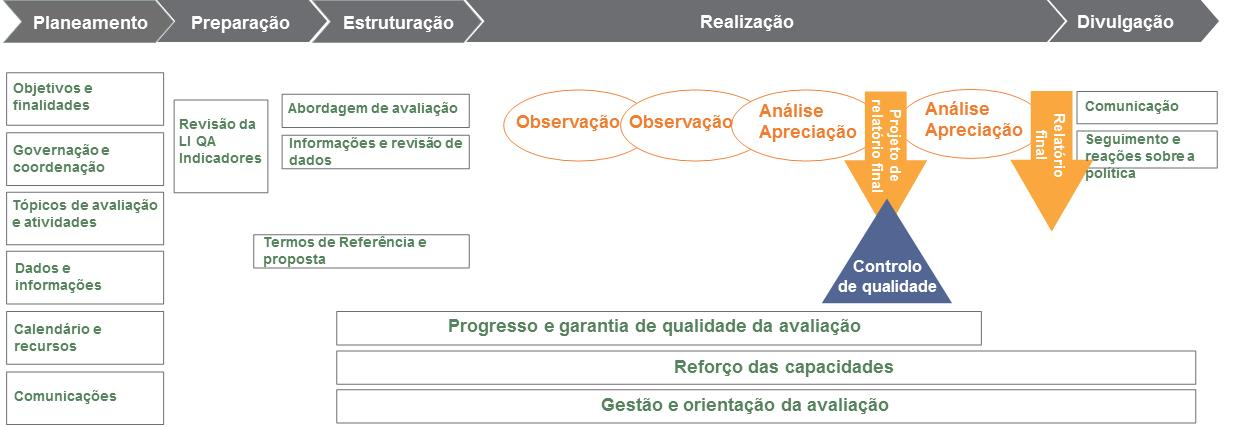 Planeamento
Preparação
Estruturação
Realização
Divulgação
Objetivos e
finalidades
Governação e
coordenação
Tópicos de avaliação
e atividades
Dados e
informações
Calendário e
recursos
Comunicações
Revisão da
LI QA
Indicadores
Abordagem de avaliação
Informações e revisão de
dados
Termos de Referência e
proposta
Observação
Observação
Análise
Apreciação
Projeto de
relatório final
Análise
Apreciação
Relatório
final
Comunicação
Seguimento e
reações sobre a
política
Controlo
de qualidade
Progresso e garantia de qualidade da avaliação
Reforço das capacidades
Gestão e orientação da avaliação